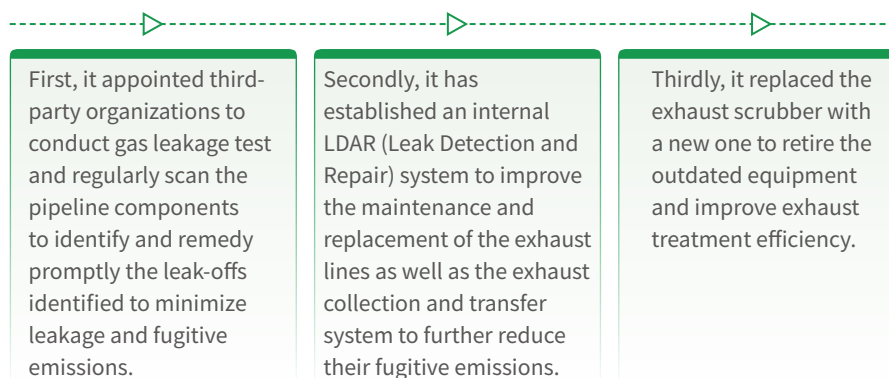 First, it appointed third-
party organizations to
conduct gas leakage test
and regularly scan the
pipeline components
to identify and remedy
promptly the leak-offs
identified to minimize
leakage and fugitive
emissions.
Secondly, it has
established an internal
LDAR (Leak Detection and
Repair) system to improve
the maintenance and
replacement of the exhaust
lines as well as the exhaust
collection and transfer
system to further reduce
their fugitive emissions.
Thirdly, it replaced the
exhaust scrubber with
a new one to retire the
outdated equipment
and improve exhaust
treatment efficiency.